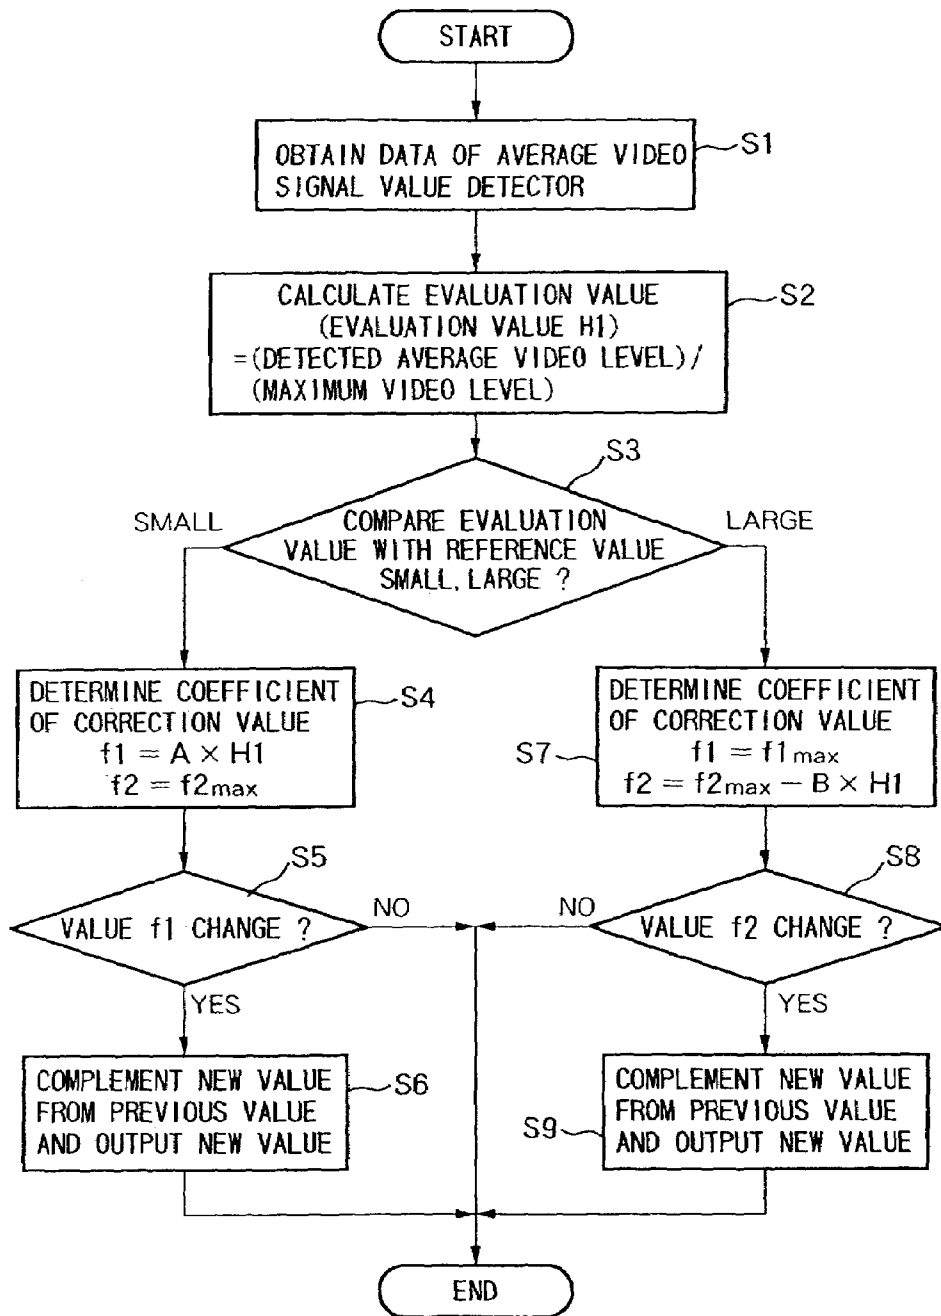 START
OBTAIN DATA OF AVERAGE VIDEO
SIGNAL VALUE DETECTOR
S1
CALCULATE EVALUATION VALUE
(EVALUATION VALUE H1)
=(DETECTED AVERAGE VIDEO LEVEL)/
(MAXIMUM VIDEO LEVEL)
S2
S3
SMALL
COMPARE EVALUATION
VALUE WITH REFERENCE VALUE
SMALL, LARGE ?
LARGE
DETERMINE COEFFICIENT
OF CORRECTION VALUE
f1 = A × H1
f2 = f2max
S4
DETERMINE COEFFICIENT
OF CORRECTION VALUE
f1 = f1max
f2 = f2max − B × H1
S7
S5
VALUE f1 CHANGE ?
NO
YES
S8
VALUE f2 CHANGE ?
NO
YES
COMPLEMENT NEW VALUE
FROM PREVIOUS VALUE
AND OUTPUT NEW VALUE
S6
COMPLEMENT NEW VALUE
FROM PREVIOUS VALUE
AND OUTPUT NEW VALUE
S9
END